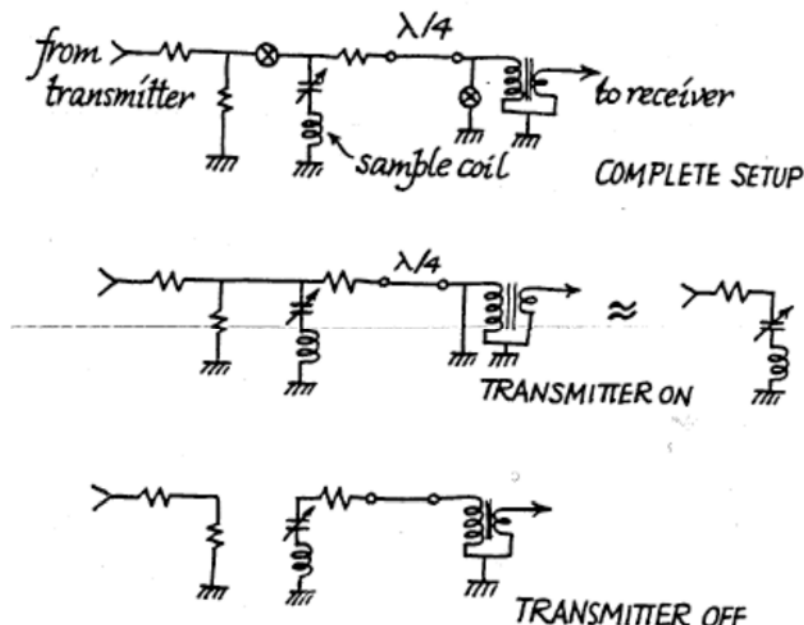 λ/4
from
transmitter
to receiver
sample coil
COMPLETE SETUP
λ/4
≈
TRANSMITTER ON
TRANSMITTER OFF